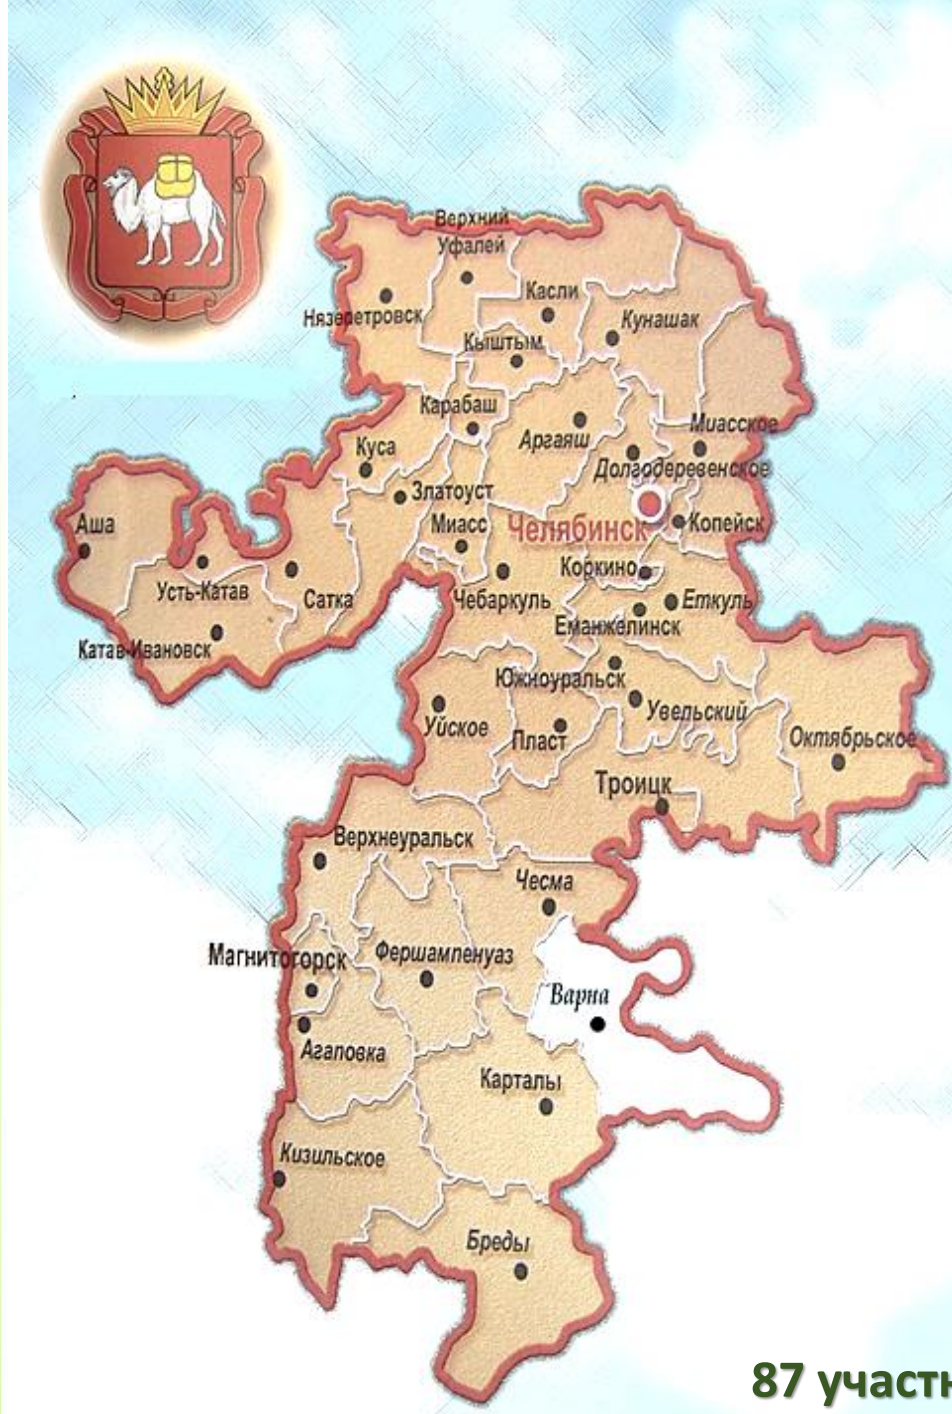 Верхний
Уфалей
Касли
Нязепетровск
Кунашак
Кыштым
Карабаш
Миасское
Аргаяш
Куса
Долгодеревенское
Златоуст
Аша
Миасс
Челябинск
Копейск
Коркино
Усть-Катав
Сатка
Чебаркуль
Еткуль
Еманжелинск
Катав-Ивановск
Южноуральск
Увельский
Уйское
Пласт
Октябрьское
Троицк
Верхнеуральск
Чесма
Магнитогорск
Фершампенуаз
Варна
Агаповка
Карталы
Кизильское
Бреды
87